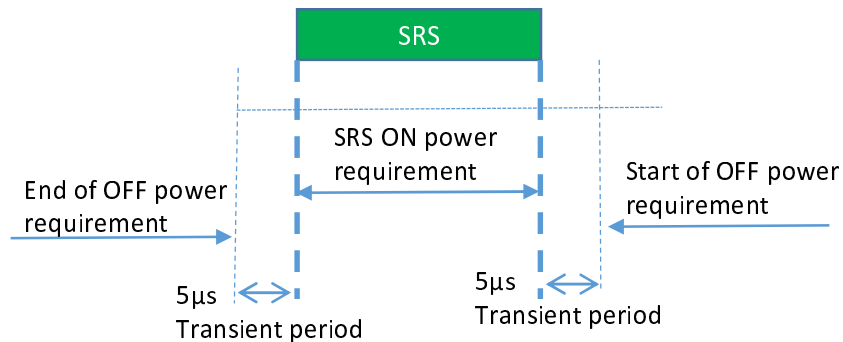 SRS
SRS ON power
requirement
End of OFF power
requirement
Start of OFF power
requirement
5µs
Transient period
5µs
Transient period